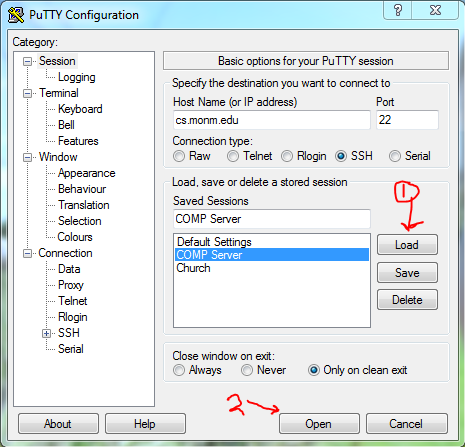 PuTTY Configuration
?
X
Category:
Session
Logging
Terminal
Keyboard
Bell
Features
Window
Appearance
Behaviour
Translation
Selection
Colours
Connection
Data
Proxy
Telnet
Rlogin
SSH
Serial
Basic options for your PuTTY session
Specify the destination you want to connect to
Host Name (or IP address) Port
cs.monm.edu 22
Connection type:
Raw Telnet Rlogin SSH Serial
Load, save or delete a stored session
Saved Sessions
COMP Server
Default Settings
COMP Server
Church
1
Load
Save
Delete
Close window on exit:
Always Never Only on clean exit
2
About Help Open Cancel